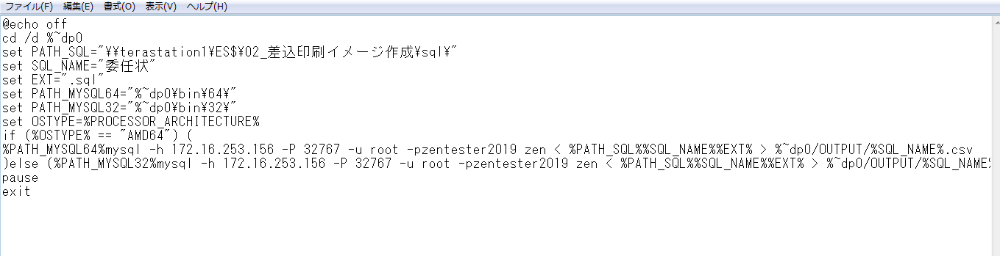 ファイル(F) 編集(E) 書式(O) 表示(V) ヘルプ(H)
@echo off
cd /d %~dp0
set PATH_SQL="¥¥terastation1¥ES$¥02_差込印刷イメージ作成¥sql¥"
set SQL_NAME="委任状"
set EXT=".sql"
set PATH_MYSQL64="%~dp0¥bin¥64¥"
set PATH_MYSQL32="%~dp0¥bin¥32¥"
set OSTYPE=%PROCESSOR_ARCHITECTURE%
if (%OSTYPE% == "AMD64") (
%PATH_MYSQL64%mysql -h 172.16.253.156 -P 32767 -u root -pzentester2019 zen < %PATH_SQL%%SQL_NAME%%EXT% > %~dp0/OUTPUT/%SQL_NAME%.csv
)else (%PATH_MYSQL32%mysql -h 172.16.253.156 -P 32767 -u root -pzentester2019 zen < %PATH_SQL%%SQL_NAME%%EXT% > %~dp0/OUTPUT/%SQL_NAME%
pause
exit